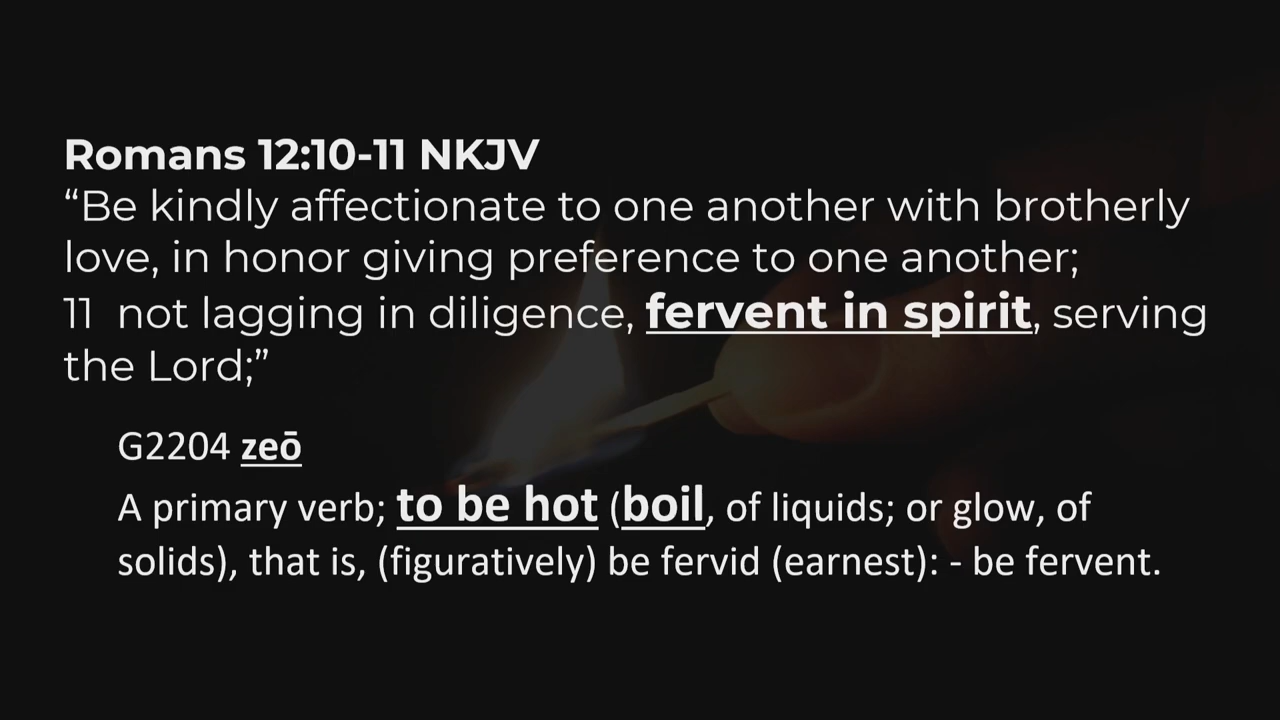 Romans 12:10-11 NKJV
“Be kindly affectionate to one another with brotherly
love, in honor giving preference to one another;
11 not lagging in diligence, fervent in spirit, serving
the Lord;”
G2204 zeō
A primary verb; to be hot (boil, of liquids; or glow, of
solids), that is, (figuratively) be fervid (earnest): - be fervent.